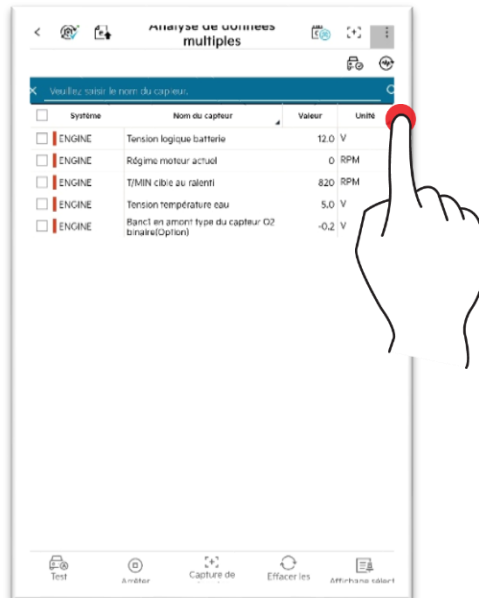 Analyse de données
multiples
Veuillez saisir le nom du capteur.
Système Nom du capteur Valeur Unité
ENGINE Tension logique batterie 12.0 V
ENGINE Régime moteur actuel 0 RPM
ENGINE T/MIN cible au ralenti 820 RPM
ENGINE Tension température eau 5.0 V
ENGINE Banc1 en amont type du capteur O2
binaire(Option) -0.2 V
Test Arrêter Capture de Effacer les Affichage sélect